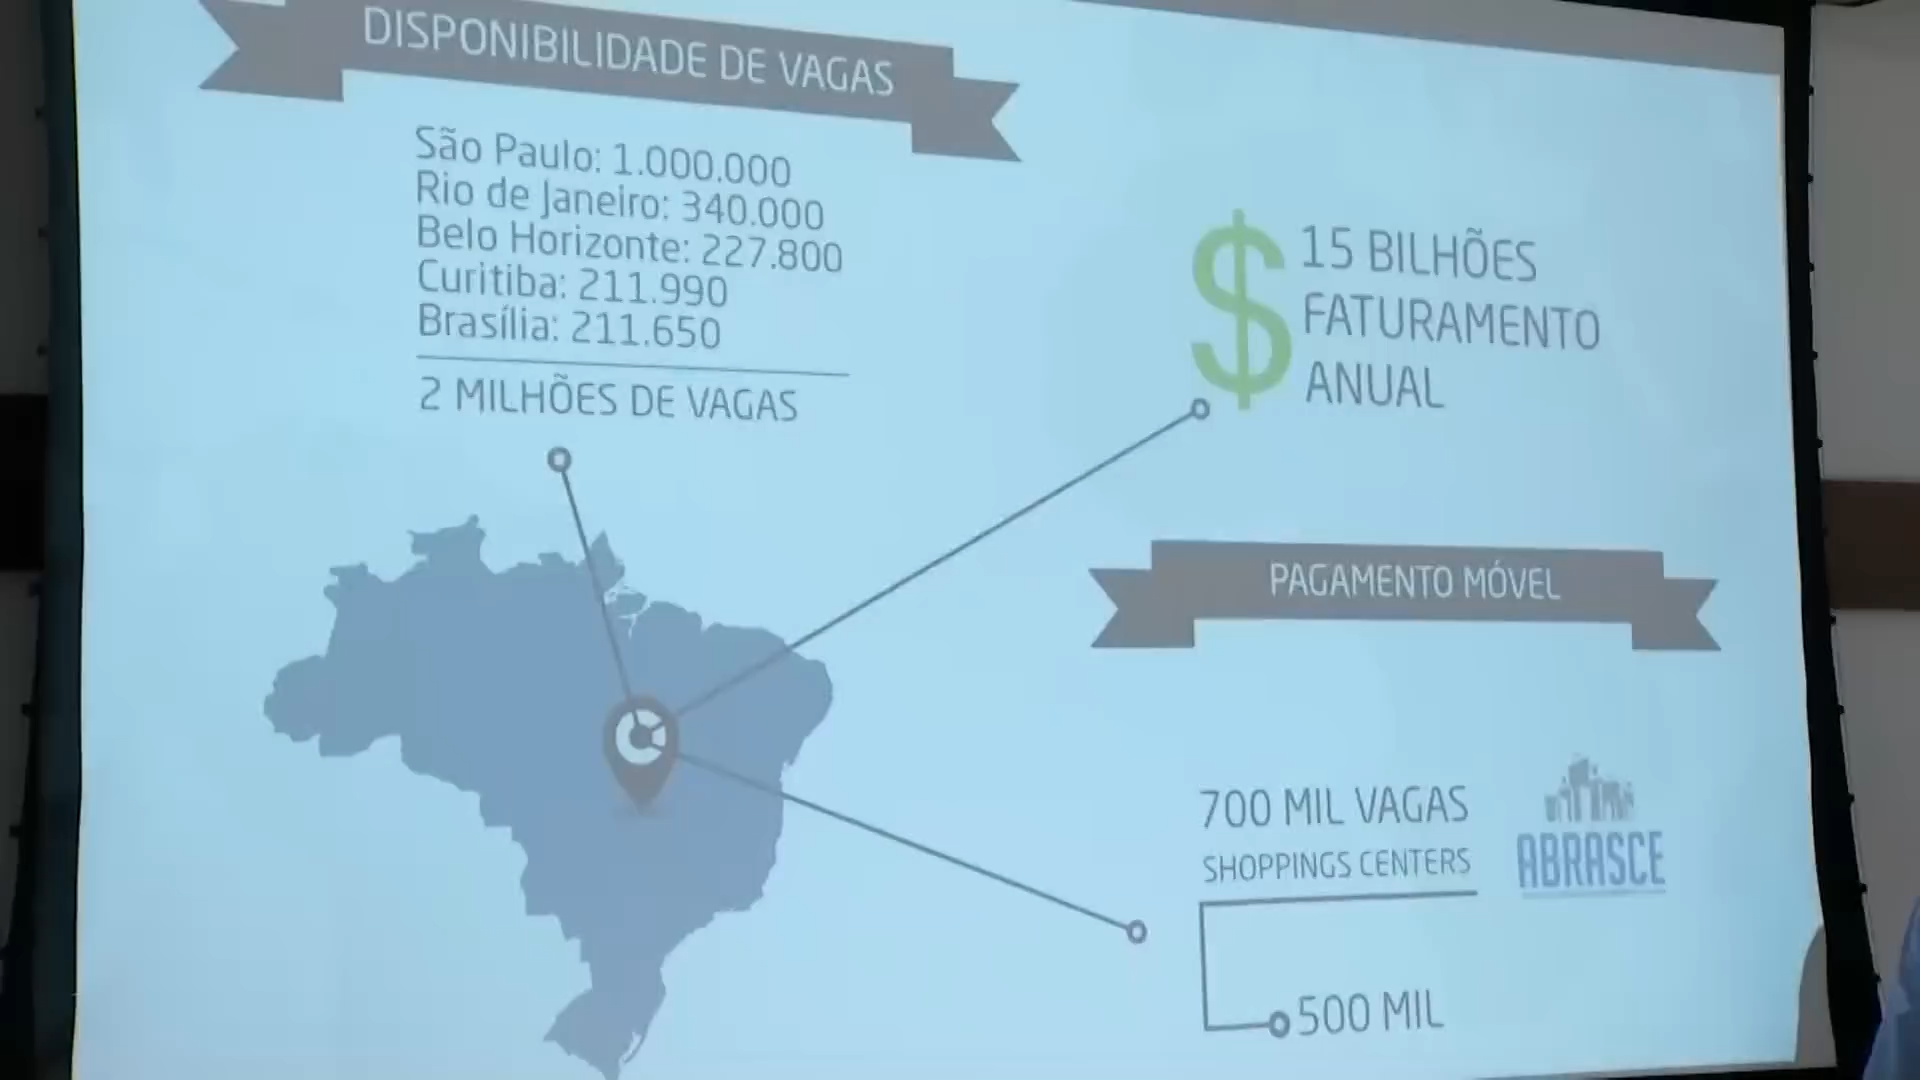 DISPONIBILIDADE DE VAGAS
São Paulo: 1.000.000
Rio de Janeiro: 340.000
Belo Horizonte: 227.800
Curitiba: 211.990
Brasília: 211.650
2 MILHÕES DE VAGAS
$ 15 BILHÕES
FATURAMENTO
ANUAL
PAGAMENTO MÓVEL
700 MIL VAGAS
SHOPPINGS CENTERS
ABRASCE
500 MIL